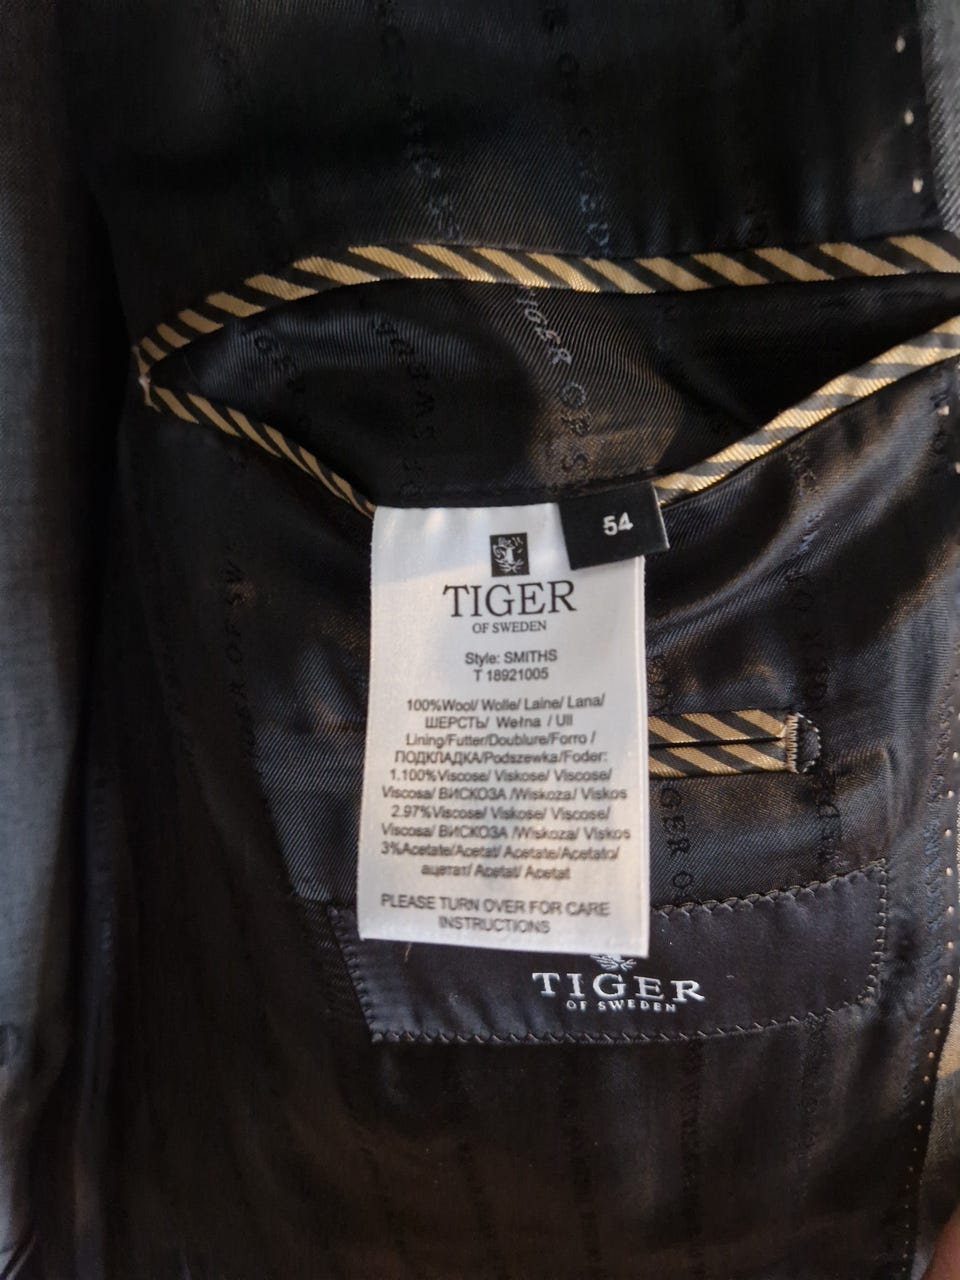 54
TIGER
OF SWEDEN
Style: SMITHS
T 18921005
100%Wool/ Wolle/ Laine/ Lana/
ШЕРСТЬ/ Wełna / Ull
Lining/Futter/Doublure/Forro /
ПОДКЛАДКА/Podszewka/Foder:
1.100%Viscose/ Viskose/ Viscose/
Viscosa/ ВИСКОЗА /Wiskoza/ Viskos
2.97%Viscose/ Viskose/ Viscose/
Viscosa/ ВИСКОЗА /Wiskoza/ Viskos
3%Acetate/Acetat/ Acetate/Acetato/
ацетат/ Acetat/ Acetat
PLEASE TURN OVER FOR CARE
INSTRUCTIONS
TIGER
OF SWEDEN